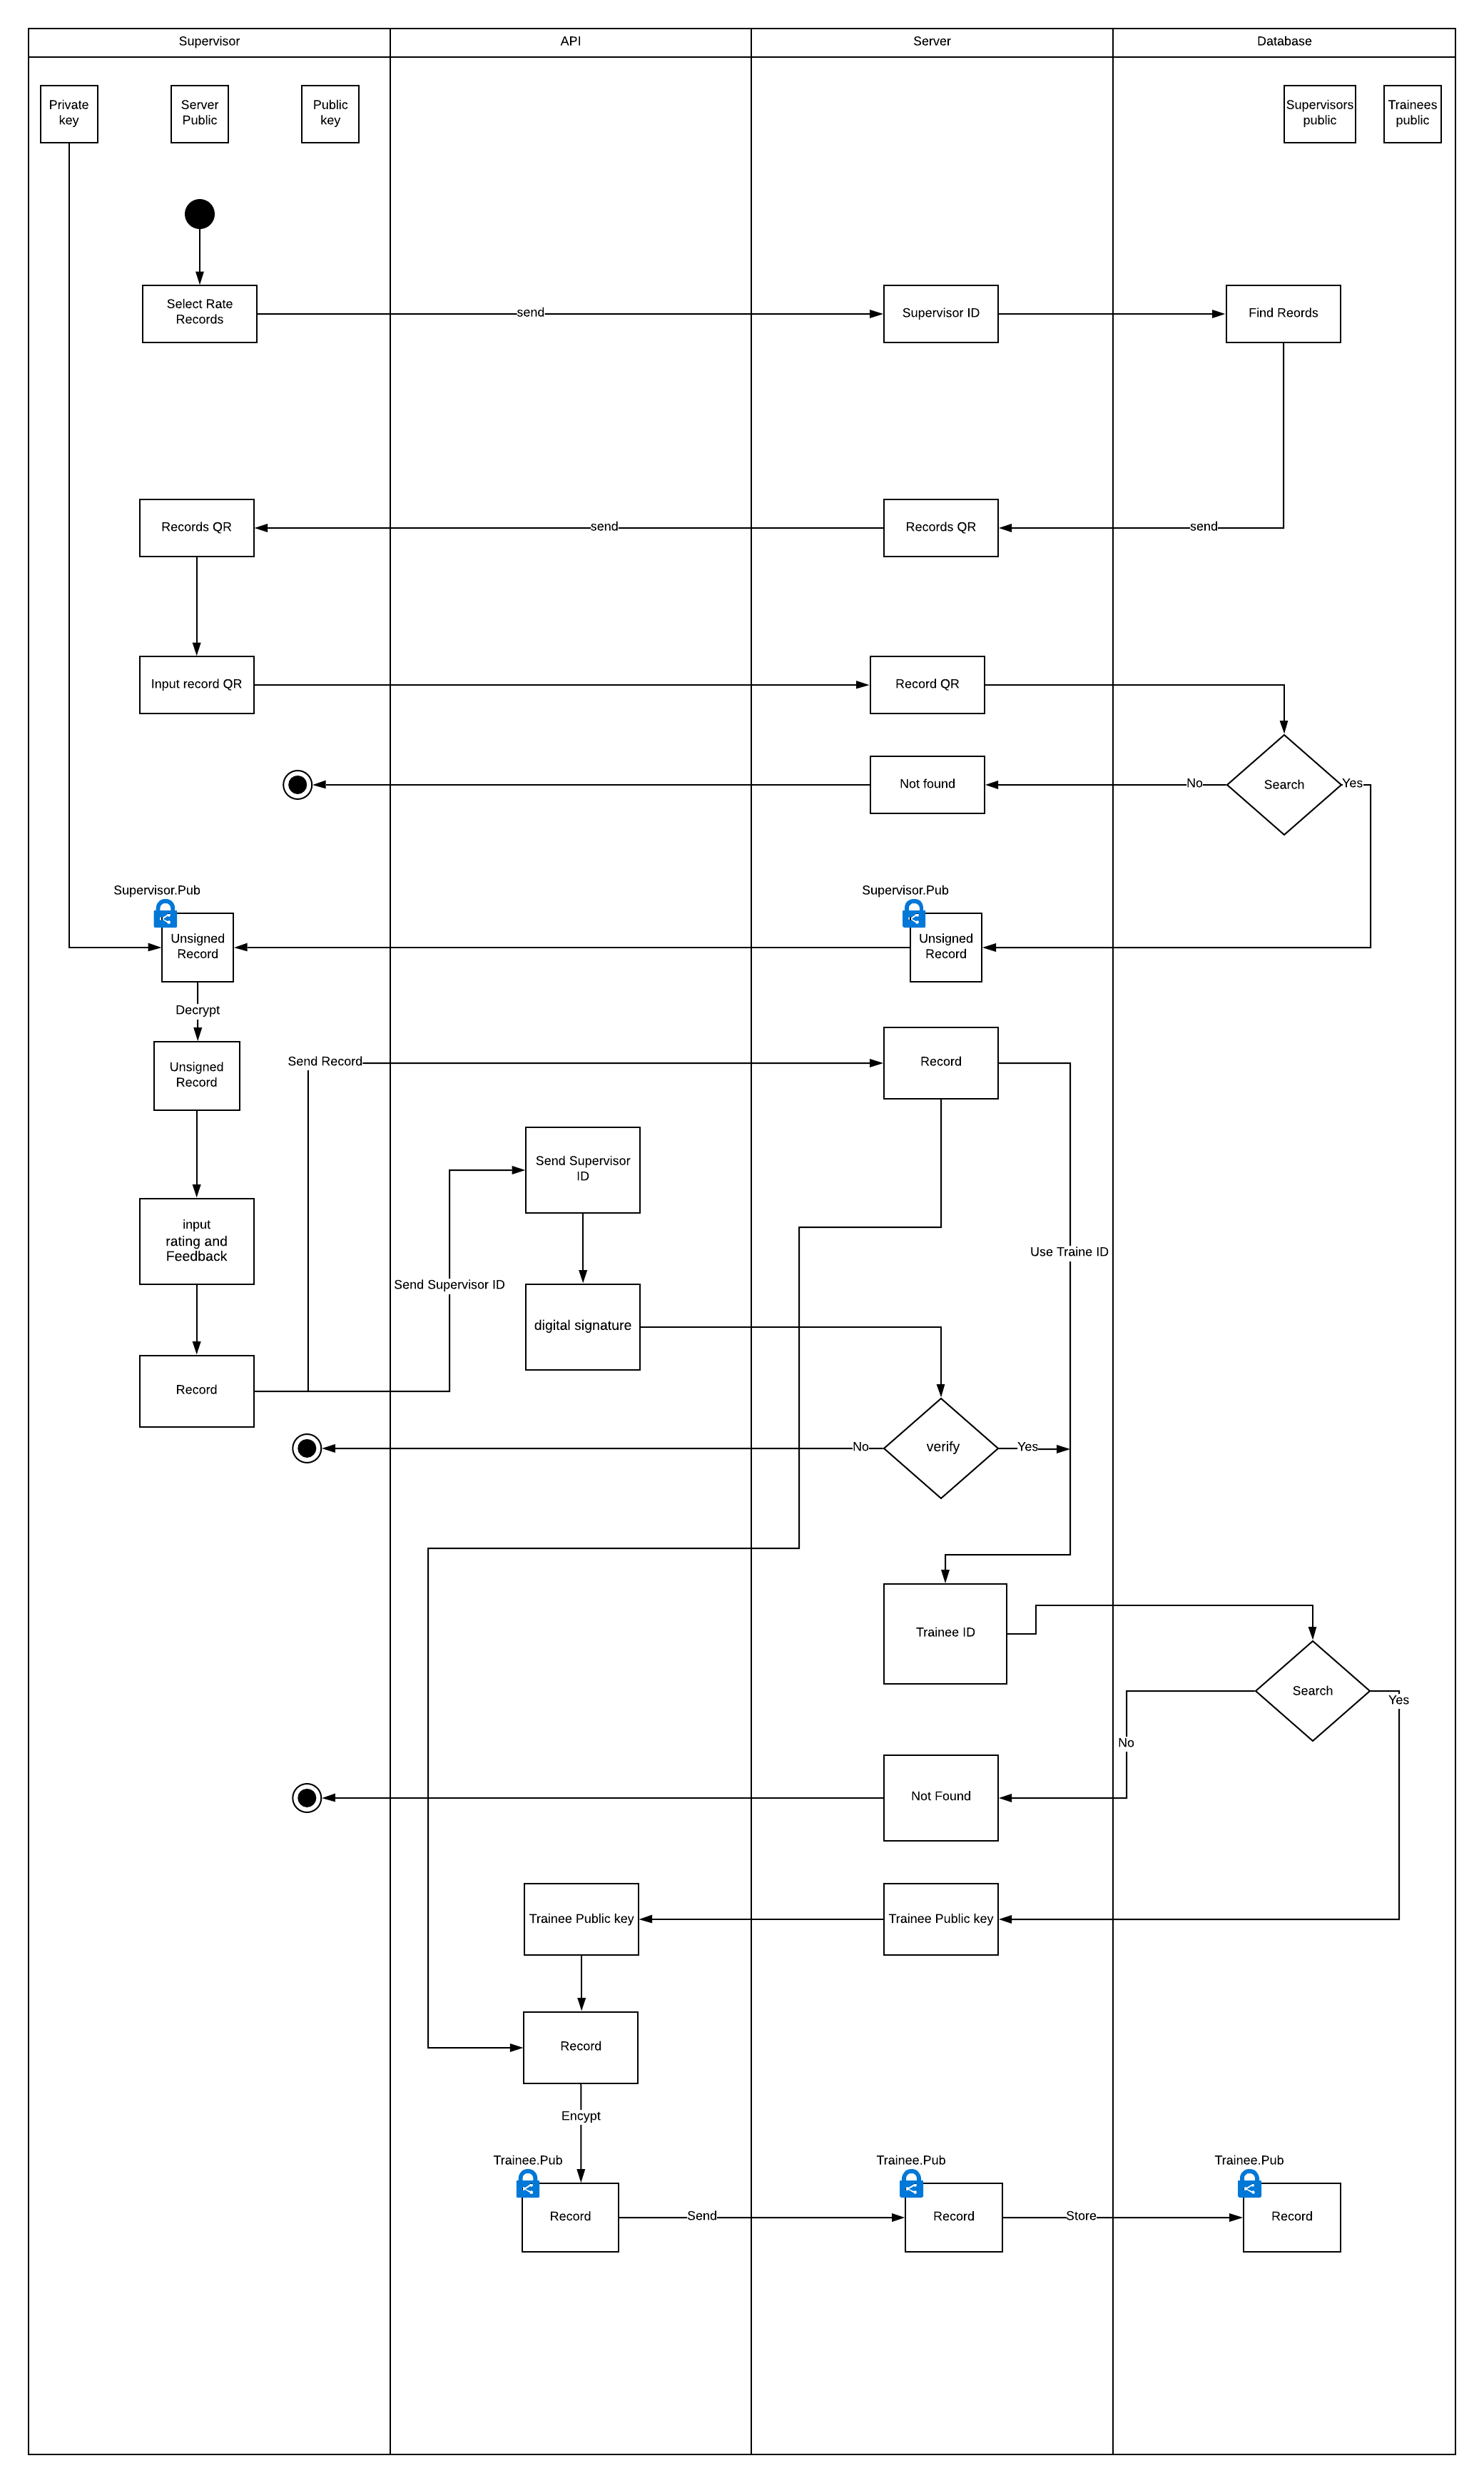 Supervisor
API
Server
Database
Private
key
Server
Public
Public
key
Supervisors
public
Trainees
public
Select Rate
Records
send
Supervisor ID
Find Reords
Records QR
send
Records QR
send
Input record QR
Record QR
Not found
No
Search
Yes
Supervisor.Pub
Unsigned
Record
Supervisor.Pub
Unsigned
Record
Decrypt
Unsigned
Record
Send Record
Record
Send Supervisor
ID
input
rating and
Feedback
Use Traine ID
Send Supervisor ID
digital signature
Record
No
verify
Yes
Trainee ID
Search
Yes
No
Not Found
Trainee Public key
Trainee Public key
Record
Encypt
Trainee.Pub
Record
Send
Trainee.Pub
Record
Store
Trainee.Pub
Record